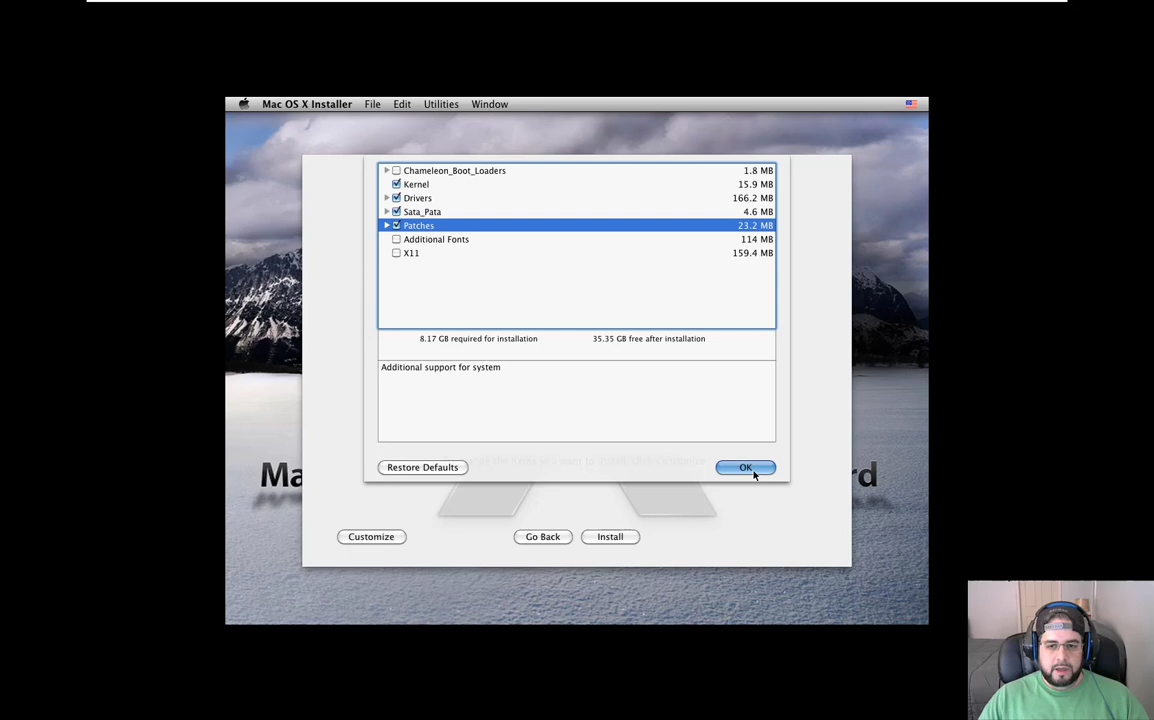 Mac OS X Installer File Edit Utilities Window
Chameleon_Boot_Loaders 1.8 MB
Kernel 15.9 MB
Drivers 166.2 MB
Sata_Pata 4.6 MB
Patches 23.2 MB
Additional Fonts 114 MB
X11 159.4 MB
8.17 GB required for installation 35.35 GB free after installation
Additional support for system
Restore Defaults OK
Ma rd
Customize Go Back Install